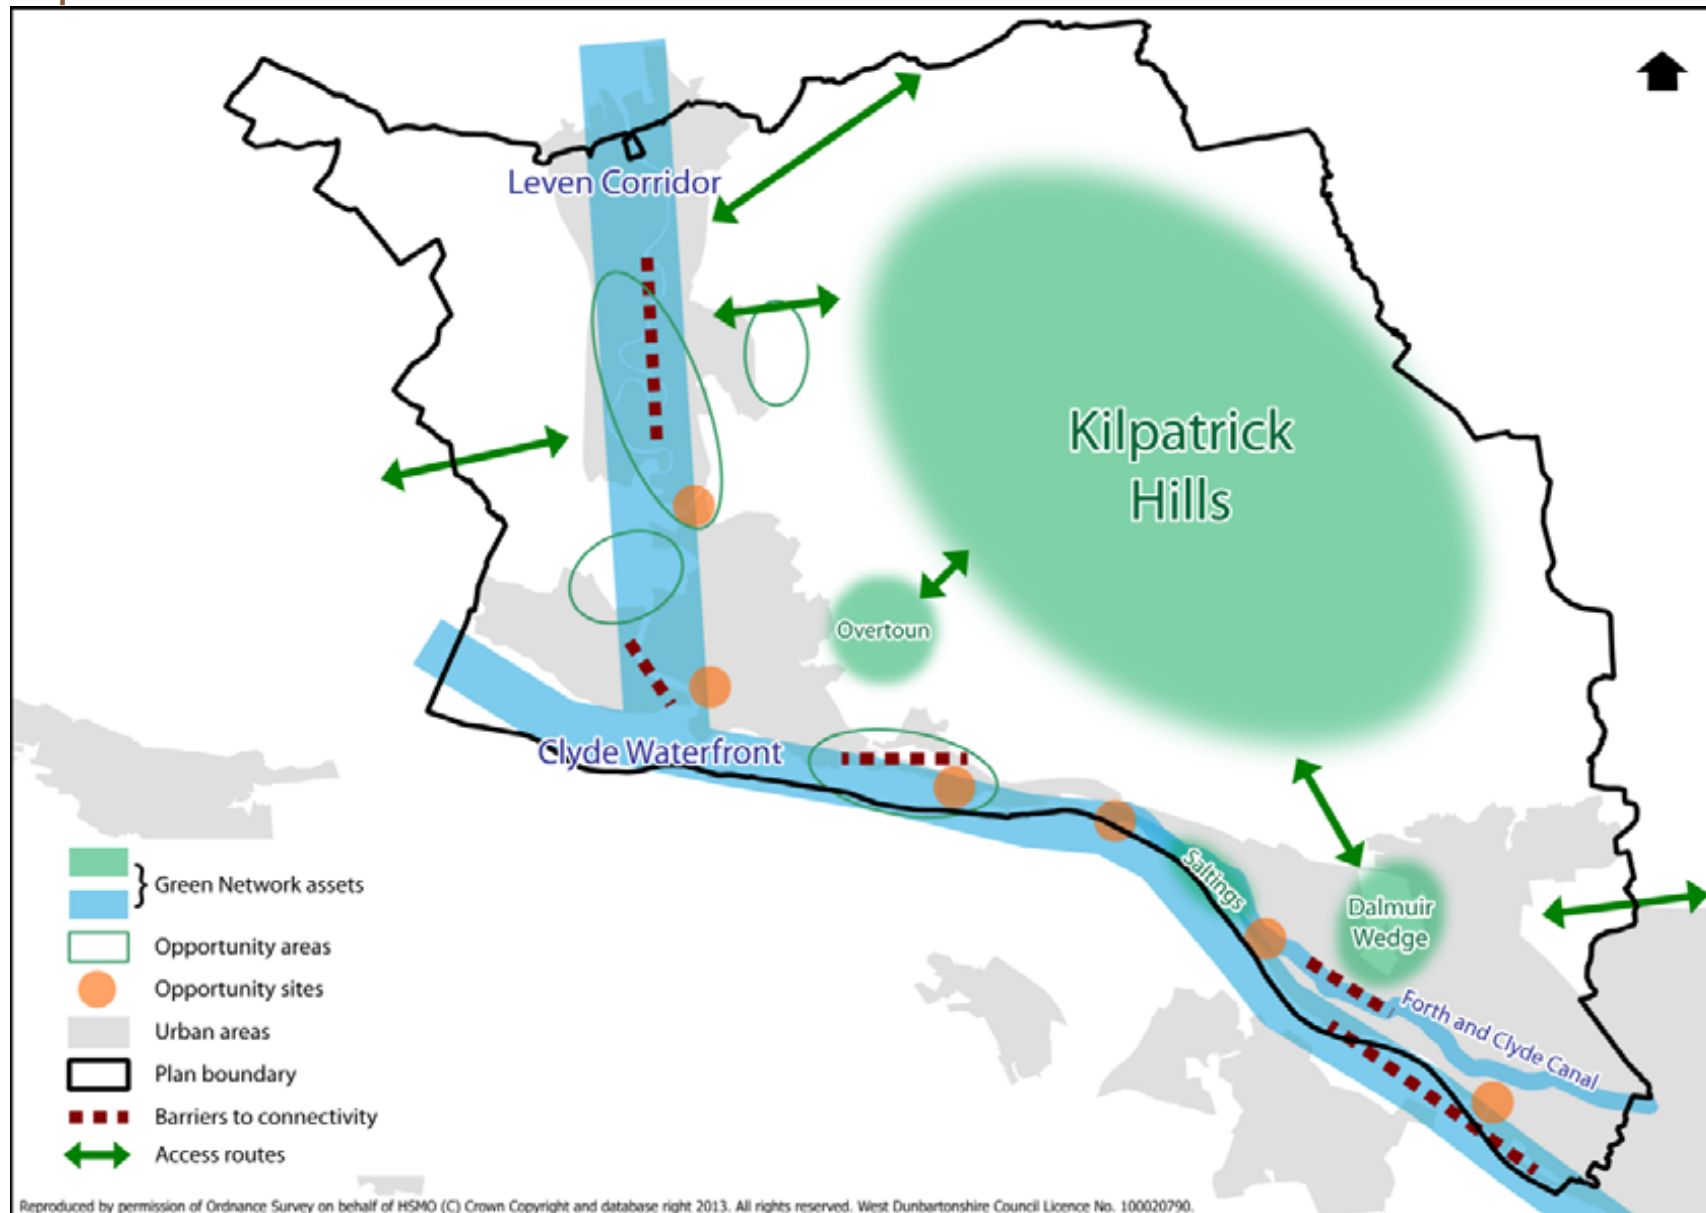 Leven Corridor
Kilpatrick
Hills
Overtoun
Clyde Waterfront
Saltings
Dalmuir
Wedge
Forth and Clyde Canal
Green Network assets
Opportunity areas
Opportunity sites
Urban areas
Plan boundary
Barriers to connectivity
Access routes
Reproduced by permission of Ordnance Survey on behalf of HSMO (C) Crown Copyright and database right 2013. All rights reserved. West Dunbartonshire Council Licence No. 100020790.